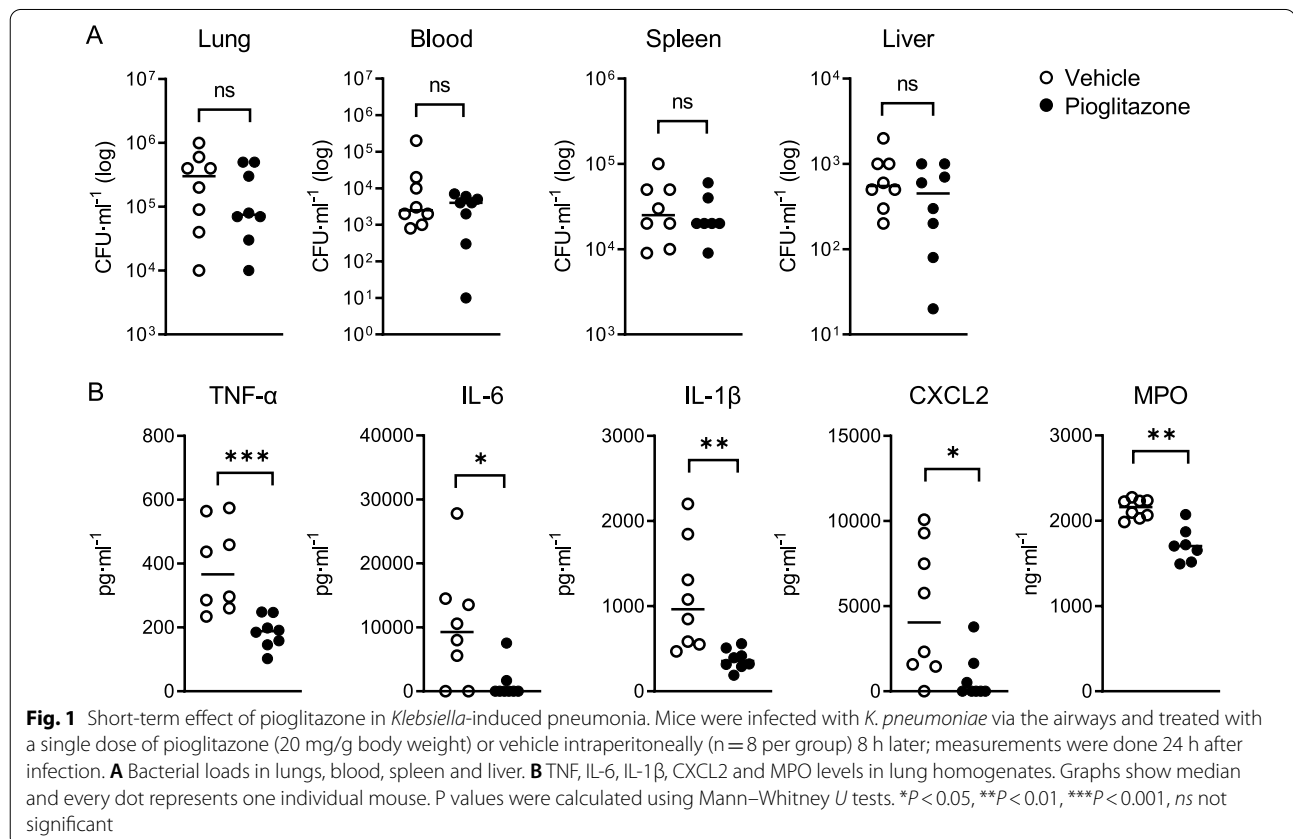 A
Lung
Blood
Spleen
Liver
Vehicle
Pioglitazone
CFU·ml⁻¹ (log)
10⁷
10⁶
10⁵
10⁴
10³
ns
CFU·ml⁻¹ (log)
10⁷
10⁶
10⁵
10⁴
10³
10²
10¹
10⁰
ns
CFU·ml⁻¹ (log)
10⁶
10⁵
10⁴
10³
ns
CFU·ml⁻¹ (log)
10⁴
10³
10²
10¹
ns
B
TNF-α
IL-6
IL-1β
CXCL2
MPO
pg·ml⁻¹
800
600
400
200
0
***
pg·ml⁻¹
40000
30000
20000
10000
0
*
pg·ml⁻¹
3000
2000
1000
0
**
pg·ml⁻¹
15000
10000
5000
0
*
ng·ml⁻¹
3000
2000
1000
0
**
Fig. 1 Short-term effect of pioglitazone in Klebsiella-induced pneumonia. Mice were infected with K. pneumoniae via the airways and treated with
a single dose of pioglitazone (20 mg/g body weight) or vehicle intraperitoneally (n = 8 per group) 8 h later; measurements were done 24 h after
infection. A Bacterial loads in lungs, blood, spleen and liver. B TNF, IL-6, IL-1β, CXCL2 and MPO levels in lung homogenates. Graphs show median
and every dot represents one individual mouse. P values were calculated using Mann–Whitney U tests. *P < 0.05, **P < 0.01, ***P < 0.001, ns not
significant